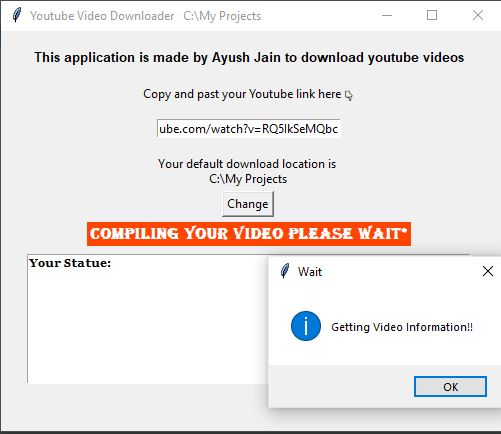 Youtube Video Downloader C:\My Projects
This application is made by Ayush Jain to download youtube videos
Copy and past your Youtube link here
ube.com/watch?v=RQ5lkSeMQbc
Your default download location is
C:\My Projects
Change
COMPILING YOUR VIDEO PLEASE WAIT*
Your Statue:
Wait
Getting Video Information!!
OK